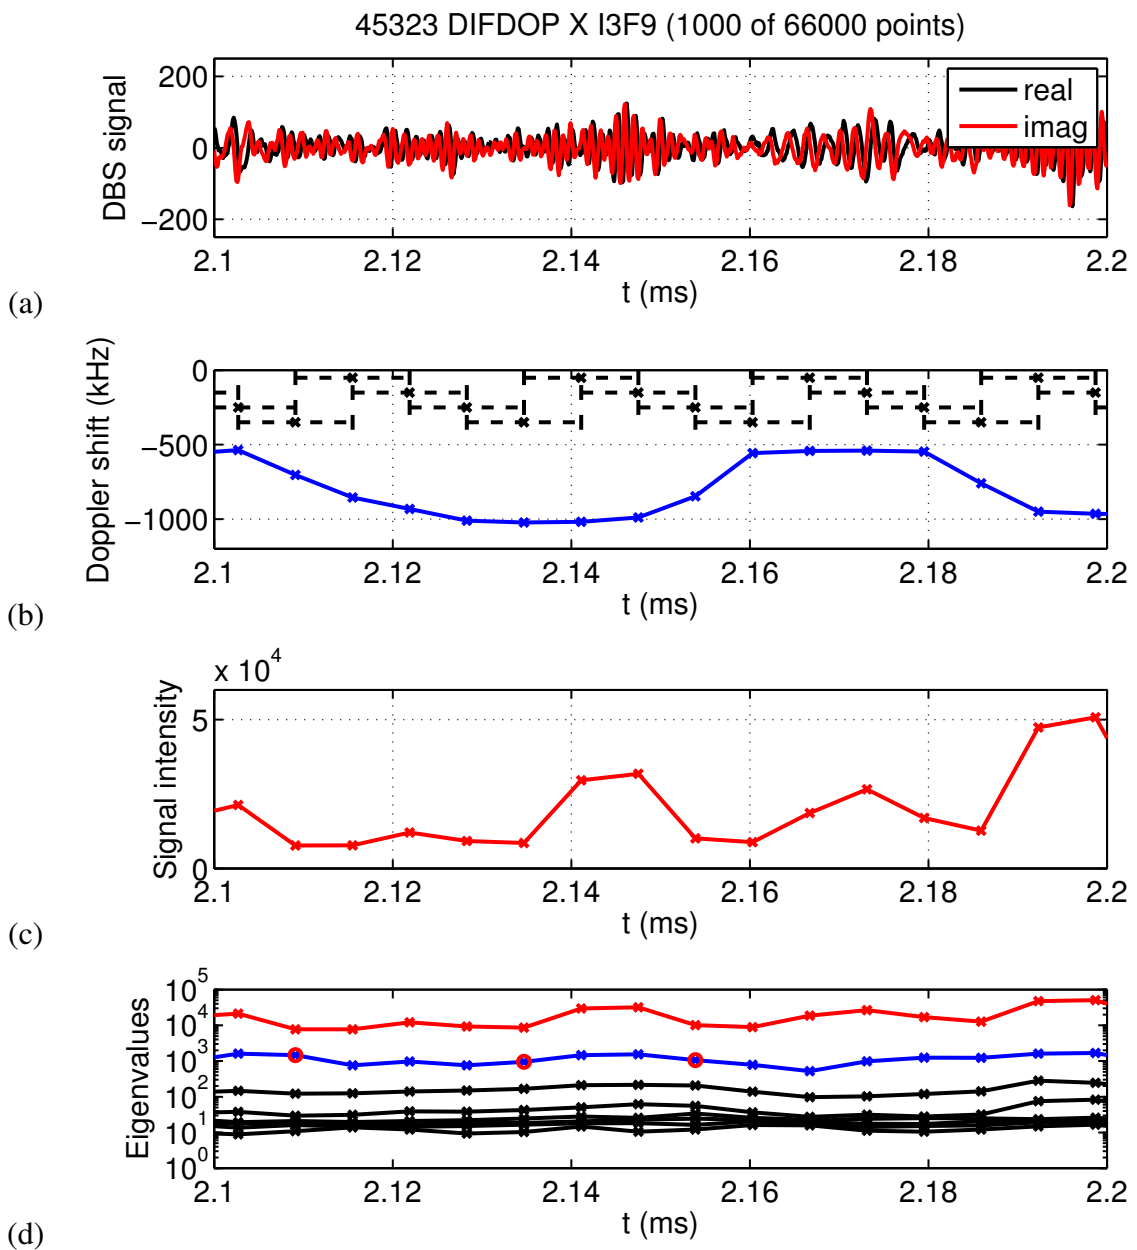 45323 DIFDOP X I3F9 (1000 of 66000 points)
DBS signal
200
0
−200
real
imag
2.1 2.12 2.14 2.16 2.18 2.2
t (ms)
(a)
Doppler shift (kHz)
0
−500
−1000
2.1 2.12 2.14 2.16 2.18 2.2
t (ms)
(b)
x 10^4
Signal intensity
5
0
2.1 2.12 2.14 2.16 2.18 2.2
t (ms)
(c)
Eigenvalues
10^5
10^4
10^3
10^2
10^1
10^0
2.1 2.12 2.14 2.16 2.18 2.2
t (ms)
(d)